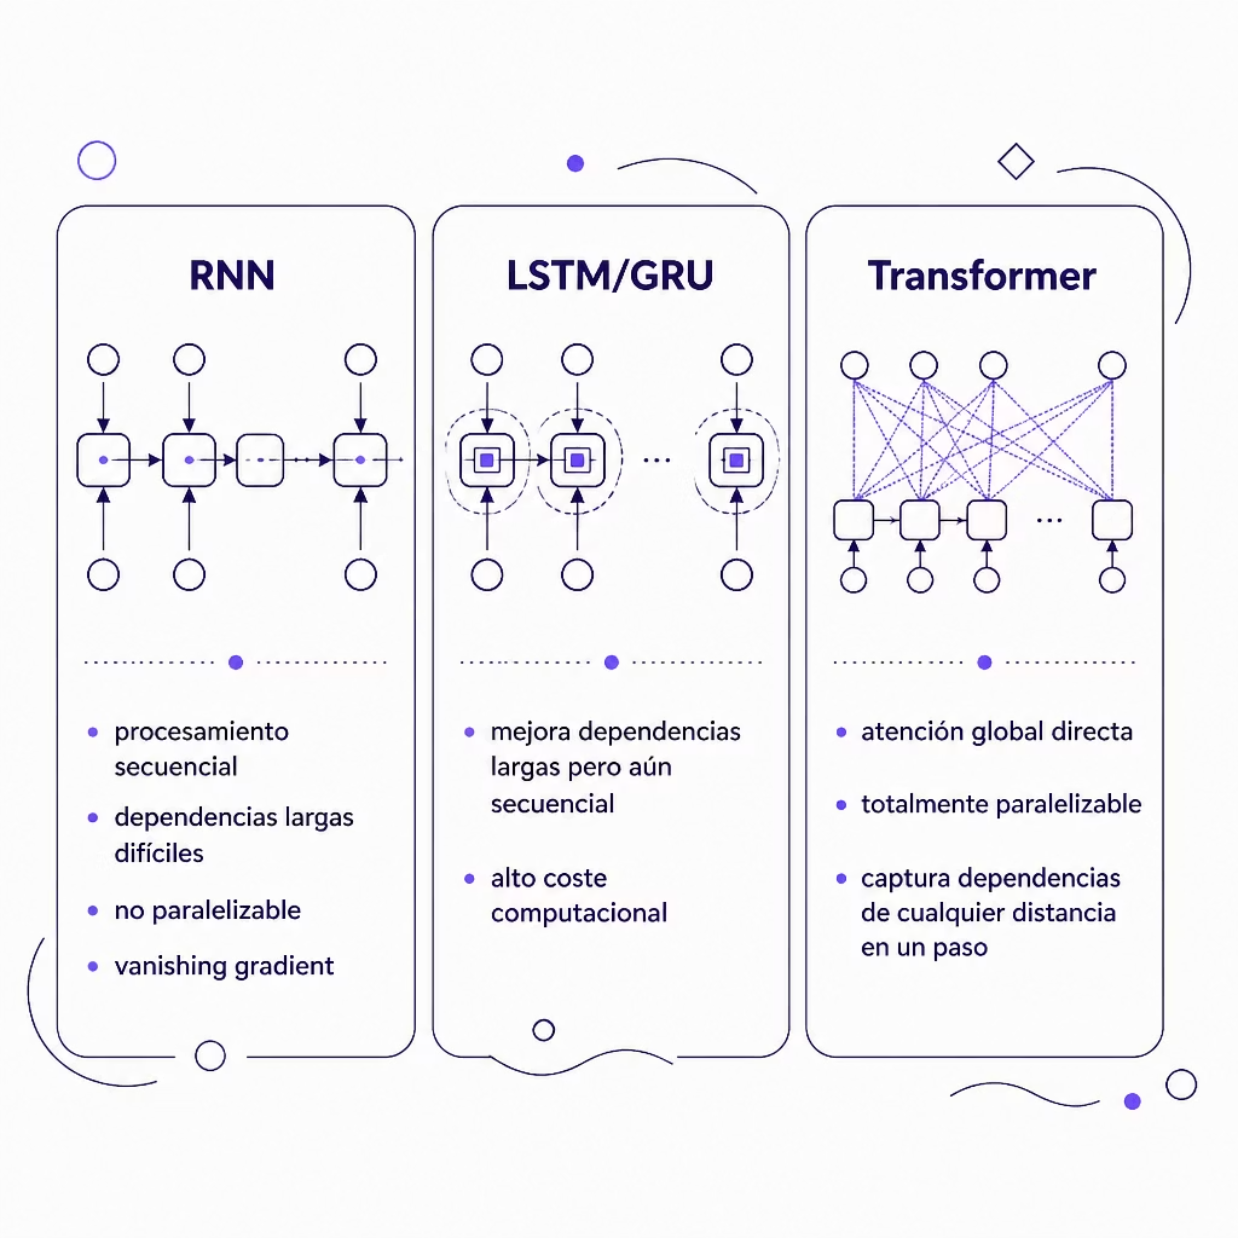 RNN
procesamiento
secuencial
dependencias largas
difíciles
no paralelizable
vanishing gradient
LSTM/GRU
mejora dependencias
largas pero aún
secuencial
alto coste
computacional
Transformer
atención global directa
totalmente paralelizable
captura dependencias
de cualquier distancia
en un paso